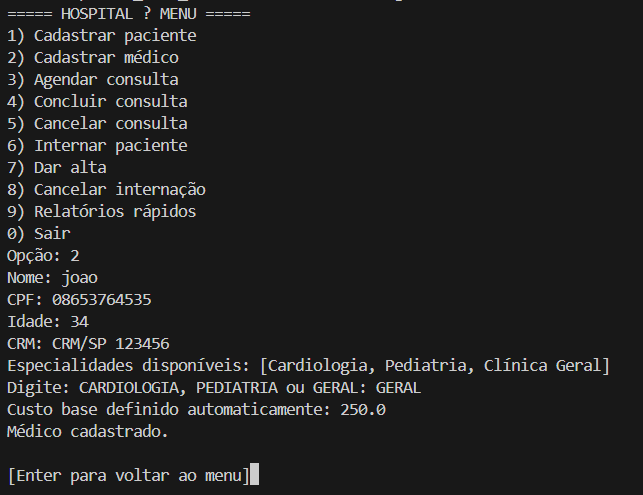 ===== HOSPITAL ? MENU =====
1) Cadastrar paciente
2) Cadastrar médico
3) Agendar consulta
4) Concluir consulta
5) Cancelar consulta
6) Internar paciente
7) Dar alta
8) Cancelar internação
9) Relatórios rápidos
0) Sair
Opção: 2
Nome: joao
CPF: 08653764535
Idade: 34
CRM: CRM/SP 123456
Especialidades disponíveis: [Cardiologia, Pediatria, Clínica Geral]
Digite: CARDIOLOGIA, PEDIATRIA ou GERAL: GERAL
Custo base definido automaticamente: 250.0
Médico cadastrado.
[Enter para voltar ao menu]